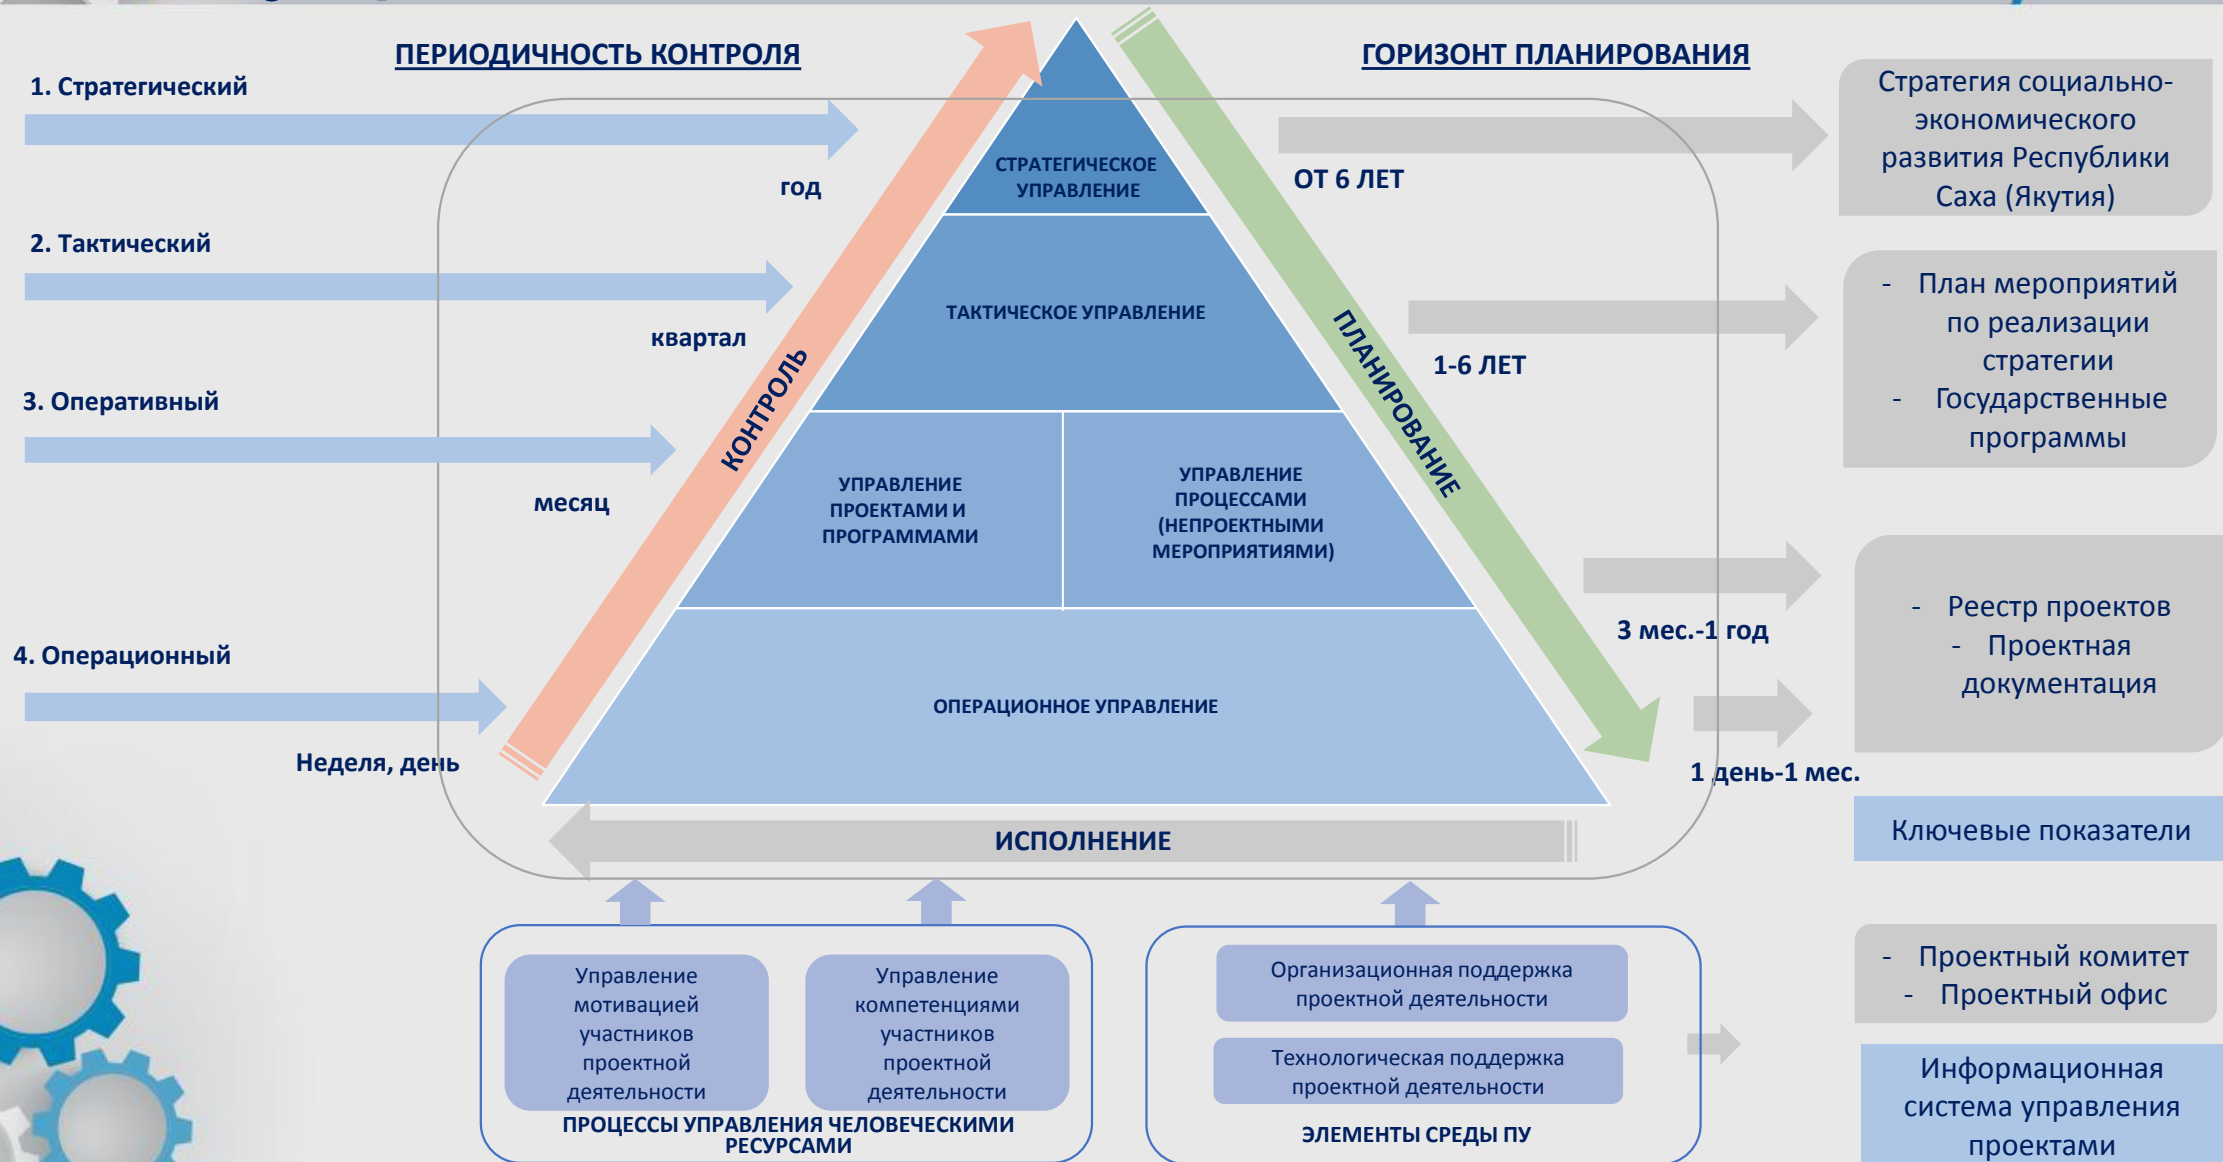 ПЕРИОДИЧНОСТЬ КОНТРОЛЯ
ГОРИЗОНТ ПЛАНИРОВАНИЯ
1. Стратегический
год
2. Тактический
квартал
3. Оперативный
месяц
4. Операционный
Неделя, день
КОНТРОЛЬ
СТРАТЕГИЧЕСКОЕ
УПРАВЛЕНИЕ
ТАКТИЧЕСКОЕ УПРАВЛЕНИЕ
УПРАВЛЕНИЕ
ПРОЕКТАМИ И
ПРОГРАММАМИ
УПРАВЛЕНИЕ
ПРОЦЕССАМИ
(НЕПРОЕКТНЫМИ
МЕРОПРИЯТИЯМИ)
ОПЕРАЦИОННОЕ УПРАВЛЕНИЕ
ПЛАНИРОВАНИЕ
ИСПОЛНЕНИЕ
ОТ 6 ЛЕТ
1-6 ЛЕТ
3 мес.-1 год
1 день-1 мес.
Стратегия социально-
экономического
развития Республики
Саха (Якутия)
- План мероприятий
по реализации
стратегии
- Государственные
программы
- Реестр проектов
- Проектная
документация
Ключевые показатели
- Проектный комитет
- Проектный офис
Информационная
система управления
проектами
Управление
мотивацией
участников
проектной
деятельности
Управление
компетенциями
участников
проектной
деятельности
ПРОЦЕССЫ УПРАВЛЕНИЯ ЧЕЛОВЕЧЕСКИМИ
РЕСУРСАМИ
Организационная поддержка
проектной деятельности
Технологическая поддержка
проектной деятельности
ЭЛЕМЕНТЫ СРЕДЫ ПУ